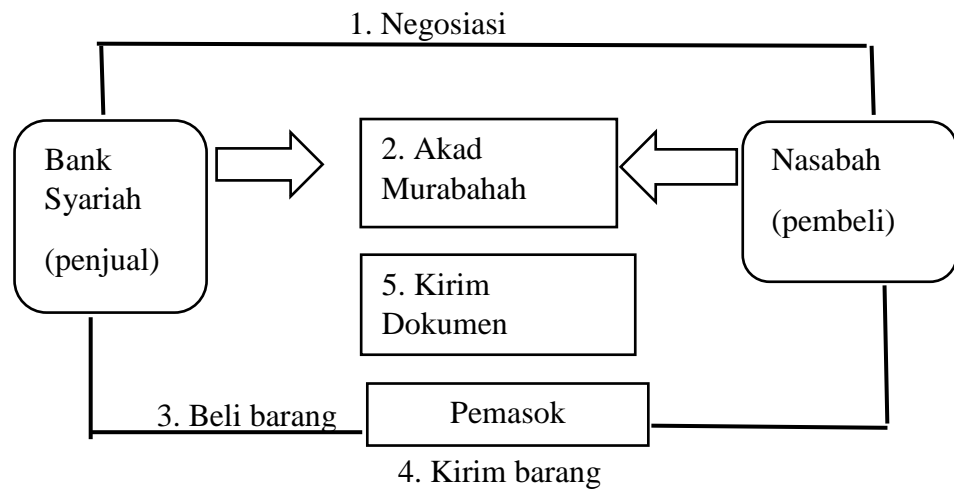 1. Negosiasi
Bank
Syariah
(penjual)
2. Akad
Murabahah
Nasabah
(pembeli)
5. Kirim
Dokumen
3. Beli barang
Pemasok
4. Kirim barang